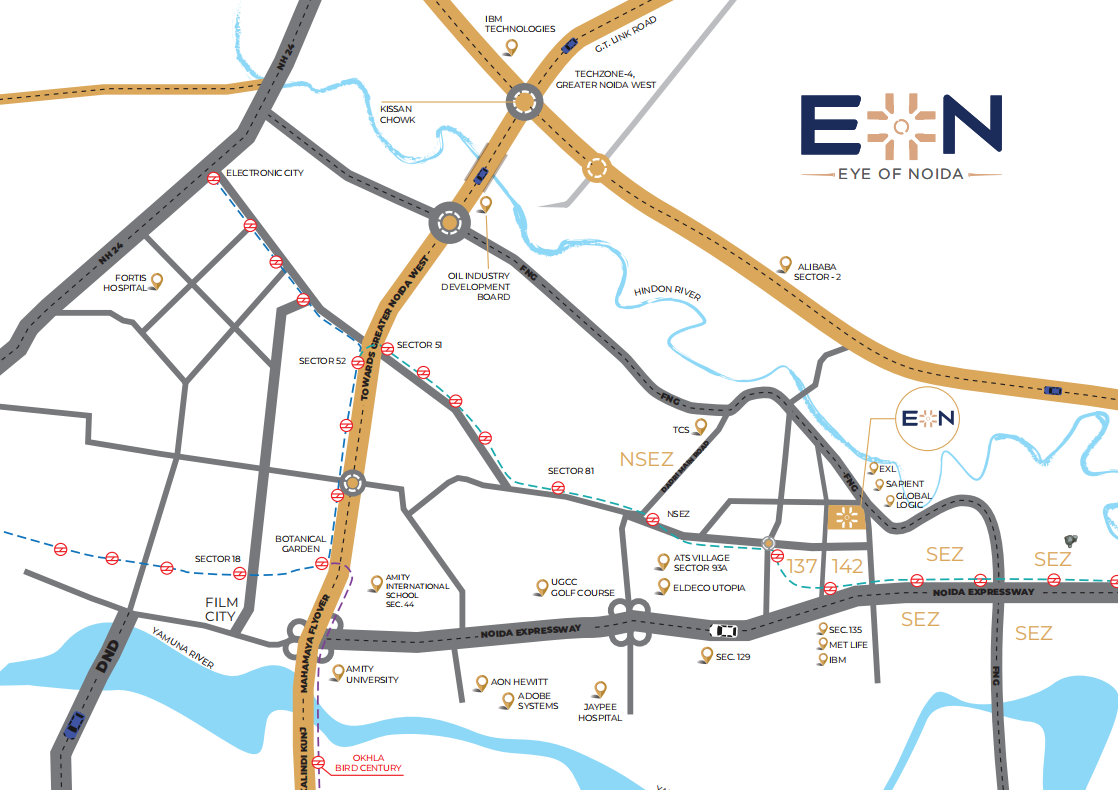 IBM
TECHNOLOGIES
G.T. LINK ROAD
NH 24
TECHZONE-4,
GREATER NOIDA WEST
KISSAN
CHOWK
EON
EYE OF NOIDA
ELECTRONIC CITY
NH 24
FORTIS
HOSPITAL
TOWARDS GREATER NOIDA WEST
OIL INDUSTRY
DEVELOPMENT
BOARD
FNG
HINDON RIVER
ALIBABA
SECTOR - 2
SECTOR 51
SECTOR 52
FNG
EON
TCS
NSEZ
DADRI MAIN ROAD
SECTOR 81
EXL
SAPIENT
GLOBAL
LOGIC
FNG
NSEZ
BOTANICAL
GARDEN
SECTOR 18
ATS VILLAGE
SECTOR 93A
ELDECO UTOPIA
137
142
SEZ
SEZ
AMITY
INTERNATIONAL
SCHOOL
SEC. 44
UGCC
GOLF COURSE
NOIDA EXPRESSWAY
FILM
CITY
SEZ
SEZ
NOIDA EXPRESSWAY
MAHAMAYA FLYOVER
YAMUNA RIVER
DND
SEC.135
MET LIFE
IBM
SEC. 129
AMITY
UNIVERSITY
AON HEWITT
ADOBE
SYSTEMS
JAYPEE
HOSPITAL
FNG
KALINDI KUNJ
OKHLA
BIRD CENTURY